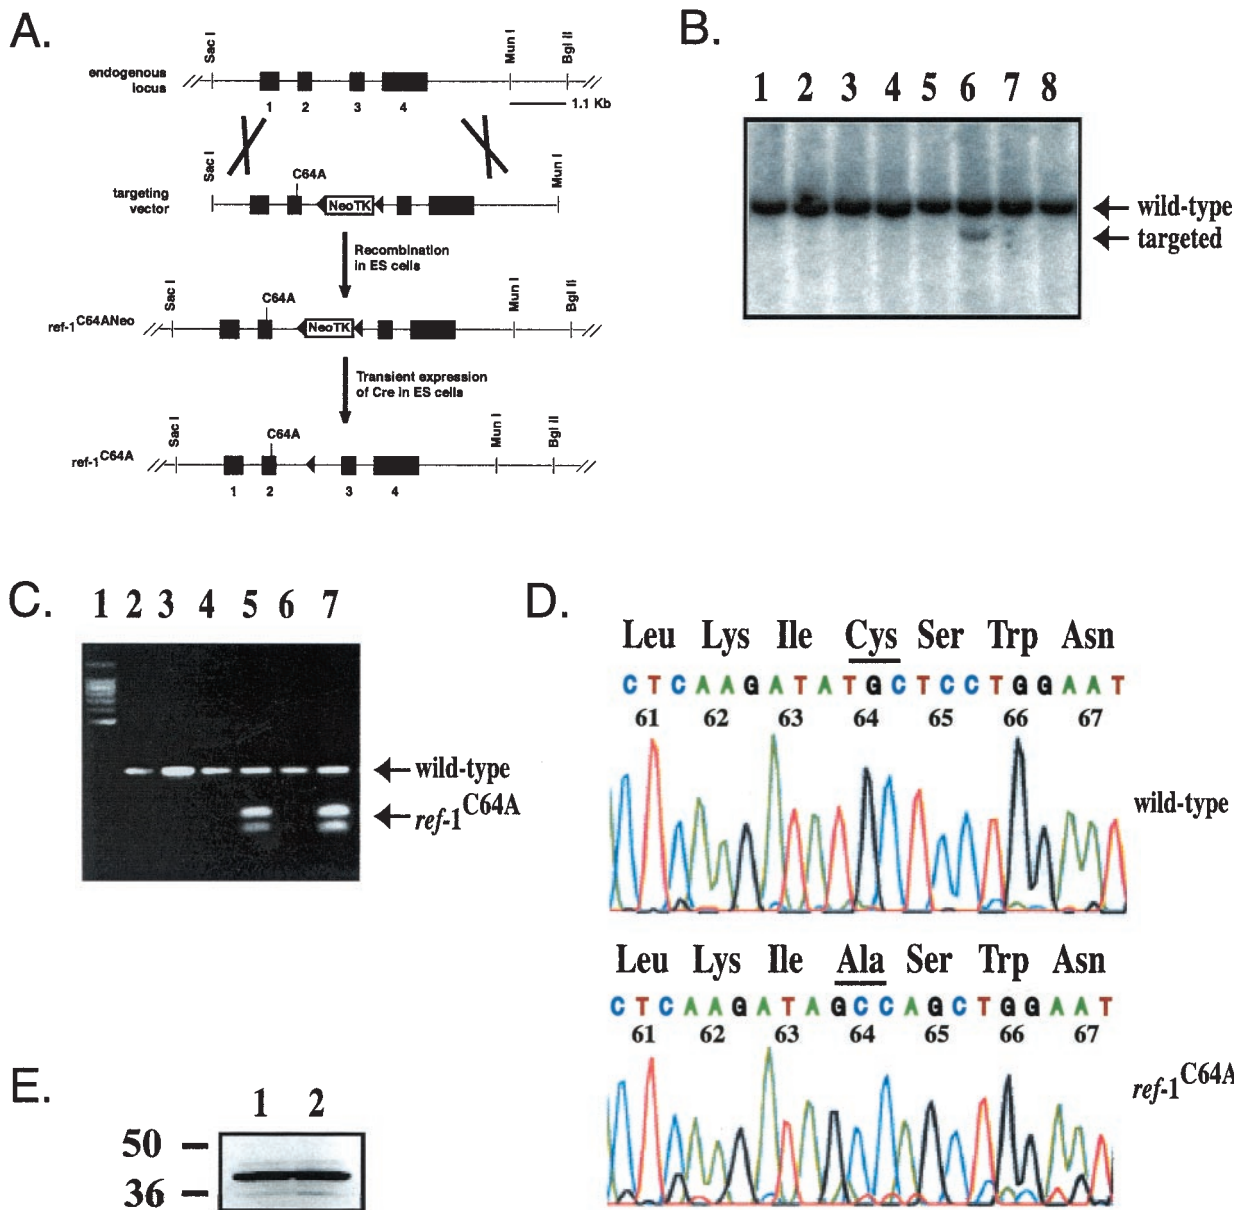 A.
Sac I
Mun I
Bgl II
endogenous
locus
1 2 3 4
1.1 Kb
Sac I
Mun I
C64A
targeting
vector
NeoTK
Recombination
in ES cells
Sac I
C64A
Mun I
Bgl II
ref-1C64ANeo
NeoTK
Transient expression
of Cre in ES cells
Sac I
C64A
Mun I
Bgl II
ref-1C64A
1 2 3 4
B.
1 2 3 4 5 6 7 8
wild-type
targeted
C.
1 2 3 4 5 6 7
wild-type
ref-1C64A
D.
Leu Lys Ile Cys Ser Trp Asn
C T C A A G A T A T G C T C C T G G A A T
61 62 63 64 65 66 67
wild-type
Leu Lys Ile Ala Ser Trp Asn
C T C A A G A T A G C C A G C T G G A A T
61 62 63 64 65 66 67
ref-1C64A
E.
1 2
50
36